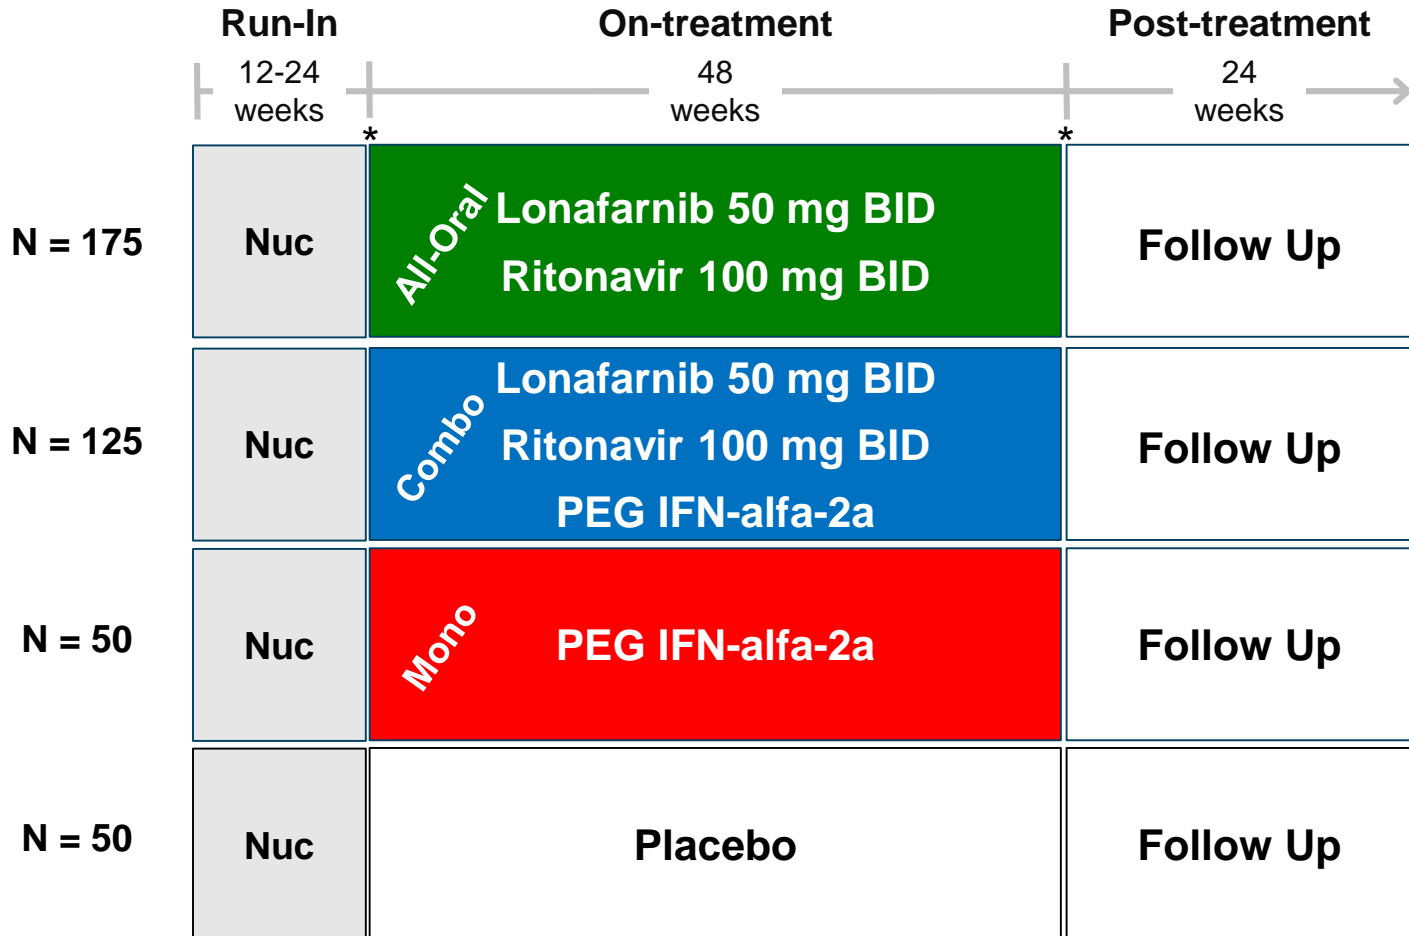 Run-In
On-treatment
Post-treatment
12-24
weeks
48
weeks
24
weeks
*
*
N = 175
Nuc
All-Oral
Lonafarnib 50 mg BID
Ritonavir 100 mg BID
Follow Up
N = 125
Nuc
Combo
Lonafarnib 50 mg BID
Ritonavir 100 mg BID
PEG IFN-alfa-2a
Follow Up
N = 50
Nuc
Mono
PEG IFN-alfa-2a
Follow Up
N = 50
Nuc
Placebo
Follow Up